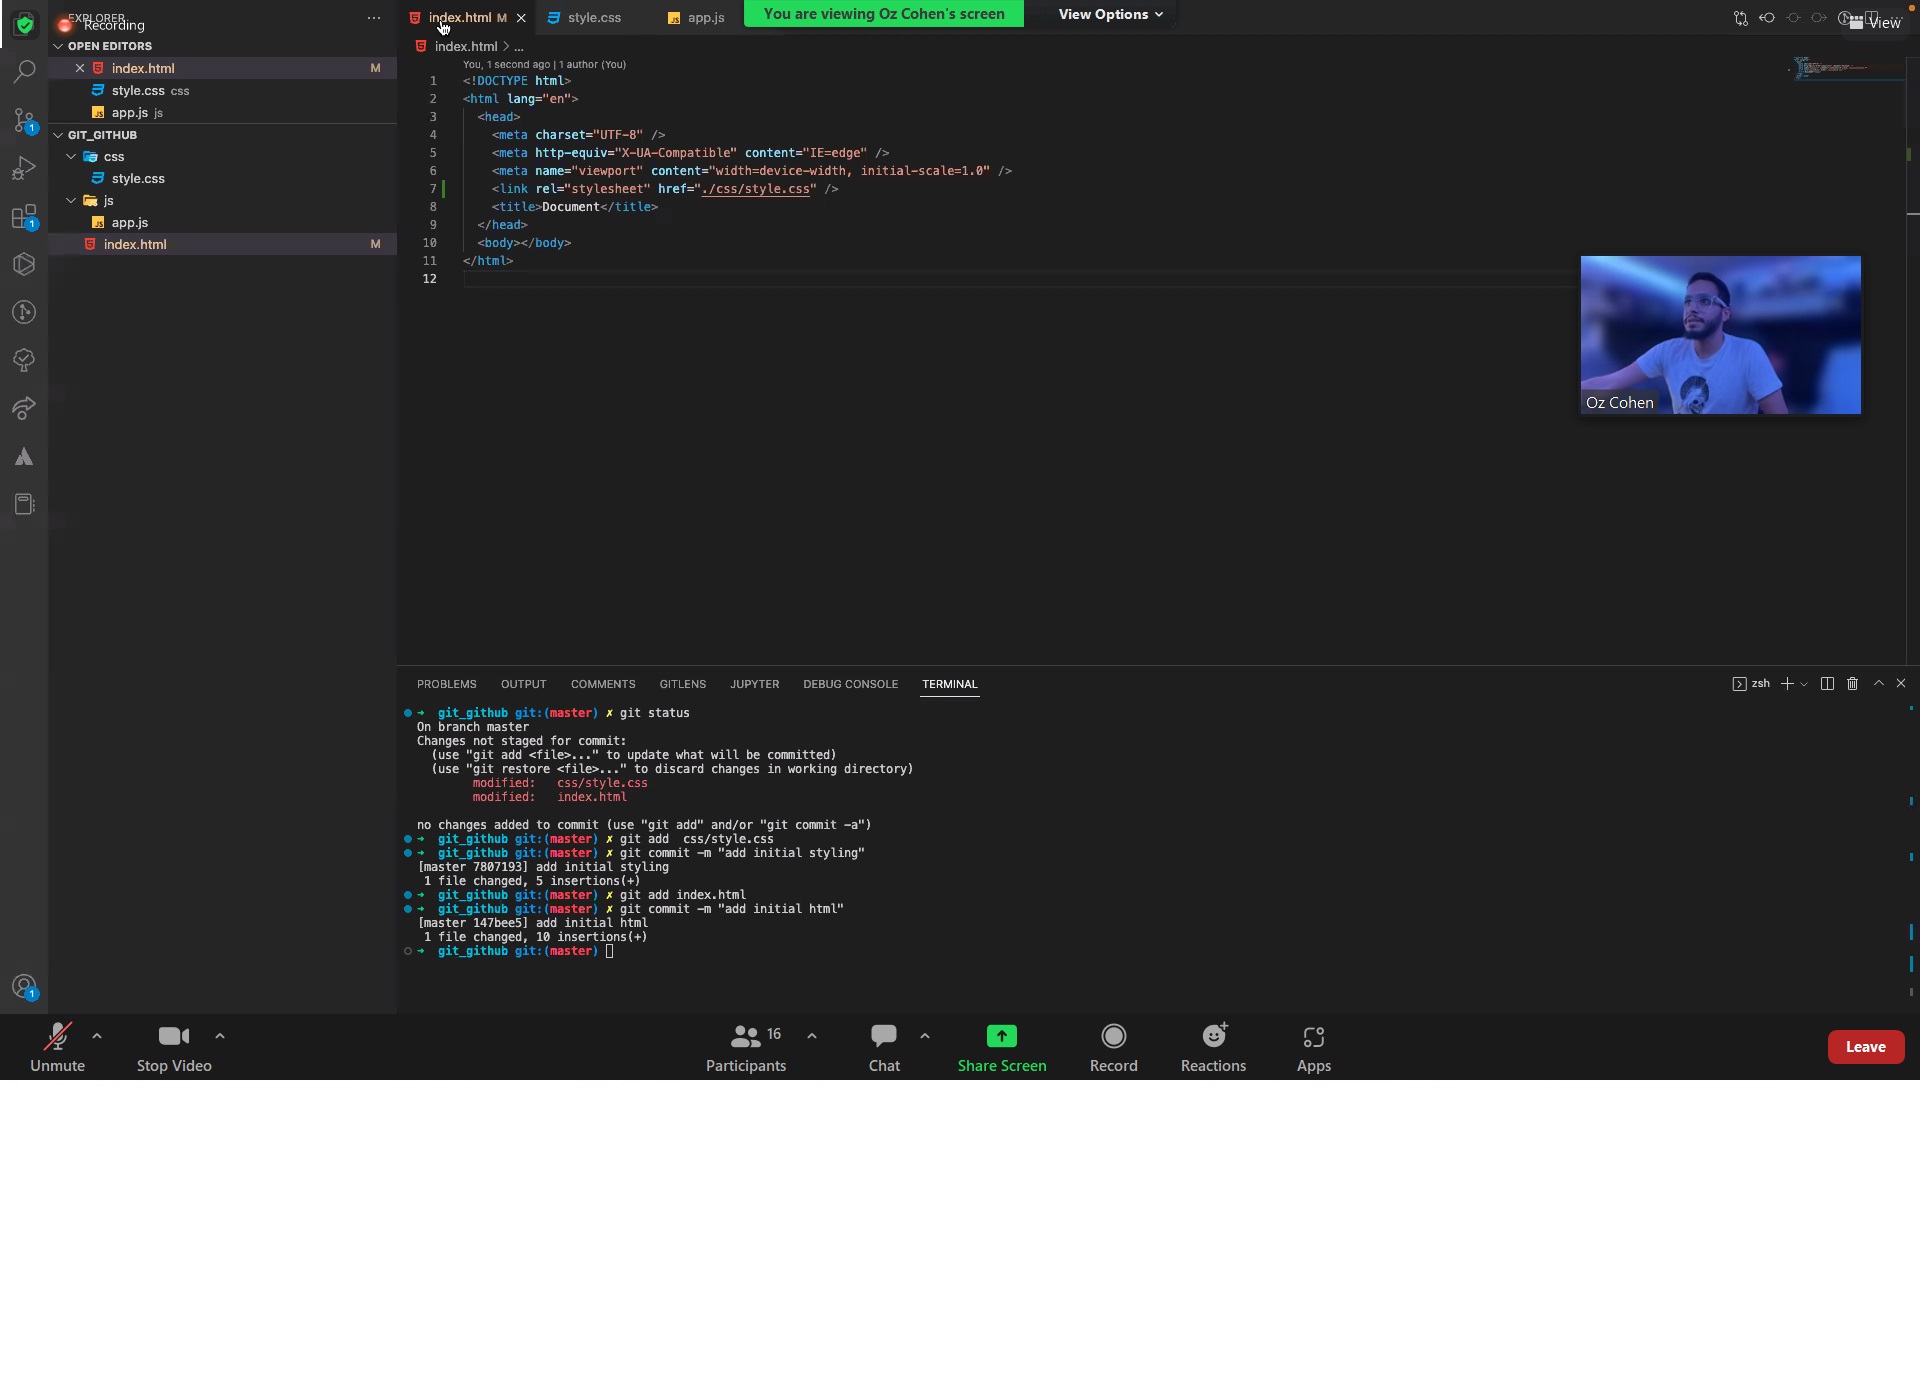 EXPLORER
Recording
...
index.html M
style.css
app.js
You are viewing Oz Cohen's screen
View Options
View
OPEN EDITORS
index.html M
style.css css
app.js js
GIT_GITHUB
css
style.css
js
app.js
index.html M
index.html > ...
You, 1 second ago | 1 author (You)
1 <!DOCTYPE html>
2 <html lang="en">
3 <head>
4 <meta charset="UTF-8" />
5 <meta http-equiv="X-UA-Compatible" content="IE=edge" />
6 <meta name="viewport" content="width=device-width, initial-scale=1.0" />
7 <link rel="stylesheet" href="./css/style.css" />
8 <title>Document</title>
9 </head>
10 <body></body>
11 </html>
12
Oz Cohen
1
1
1
PROBLEMS OUTPUT COMMENTS GITLENS JUPYTER DEBUG CONSOLE TERMINAL
zsh
→ git_github git:(master) ✗ git status
On branch master
Changes not staged for commit:
(use "git add <file>..." to update what will be committed)
(use "git restore <file>..." to discard changes in working directory)
modified: css/style.css
modified: index.html
no changes added to commit (use "git add" and/or "git commit -a")
→ git_github git:(master) ✗ git add css/style.css
→ git_github git:(master) ✗ git commit -m "add initial styling"
[master 7807193] add initial styling
1 file changed, 5 insertions(+)
→ git_github git:(master) ✗ git add index.html
→ git_github git:(master) ✗ git commit -m "add initial html"
[master 147bee5] add initial html
1 file changed, 10 insertions(+)
→ git_github git:(master)
Unmute
Stop Video
16
Participants
Chat
Share Screen
Record
Reactions
Apps
Leave